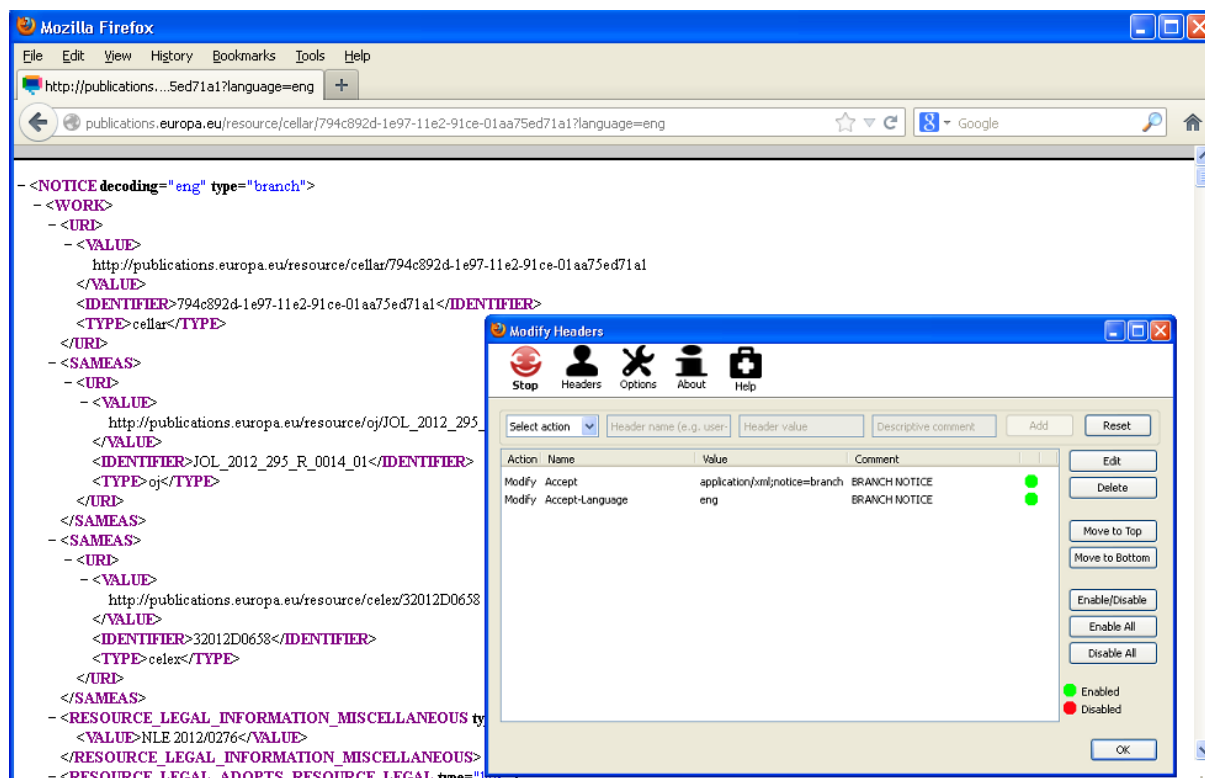 Mozilla Firefox
File Edit View History Bookmarks Tools Help
http://publications....5ed71a1?language=eng +
publications.europa.eu/resource/cellar/794c892d-1e97-11e2-91ce-01aa75ed71a1?language=eng
Google
- <NOTICE decoding="eng" type="branch">
- <WORK>
- <URI>
- <VALUE>
http://publications.europa.eu/resource/cellar/794c892d-1e97-11e2-91ce-01aa75ed71a1
</VALUE>
<IDENTIFIER>794c892d-1e97-11e2-91ce-01aa75ed71a1</IDENTIFIER>
<TYPE>cellar</TYPE>
</URI>
- <SAMEAS>
- <URI>
- <VALUE>
http://publications.europa.eu/resource/oj/JOL_2012_295_
</VALUE>
<IDENTIFIER>JOL_2012_295_R_0014_01</IDENTIFIER>
<TYPE>oj</TYPE>
</URI>
</SAMEAS>
- <SAMEAS>
- <URI>
- <VALUE>
http://publications.europa.eu/resource/celex/32012D0658
</VALUE>
<IDENTIFIER>32012D0658</IDENTIFIER>
<TYPE>celex</TYPE>
</URI>
</SAMEAS>
- <RESOURCE_LEGAL_INFORMATION_MISCELLANEOUS ty
<VALUE>NLE 2012/0276</VALUE>
</RESOURCE_LEGAL_INFORMATION_MISCELLANEOUS>
- <RESOURCE_LEGAL_ADOPTS_RESOURCE_LEGAL type="
Modify Headers
Stop Headers Options About Help
Select action Header name (e.g. user- Header value Descriptive comment Add Reset
Action Name Value Comment
Modify Accept application/xml;notice=branch BRANCH NOTICE
Modify Accept-Language eng BRANCH NOTICE
Edit
Delete
Move to Top
Move to Bottom
Enable/Disable
Enable All
Disable All
Enabled
Disabled
OK